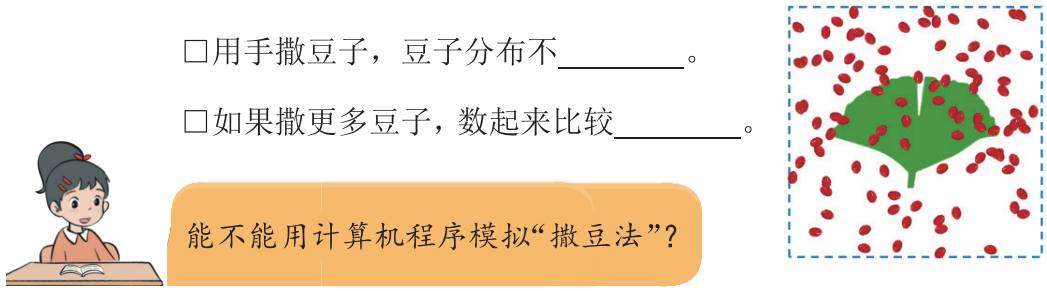 □用手撒豆子，豆子分布不________。
□如果撒更多豆子，数起来比较________。
能不能用计算机程序模拟“撒豆法”？